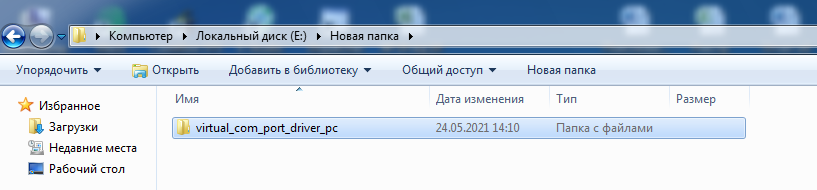 Компьютер Локальный диск (E:) Новая папка
Упорядочить Открыть Добавить в библиотеку Общий доступ Новая папка
Избранное
Загрузки
Недавние места
Рабочий стол
Имя Дата изменения Тип Размер
virtual_com_port_driver_pc 24.05.2021 14:10 Папка с файлами